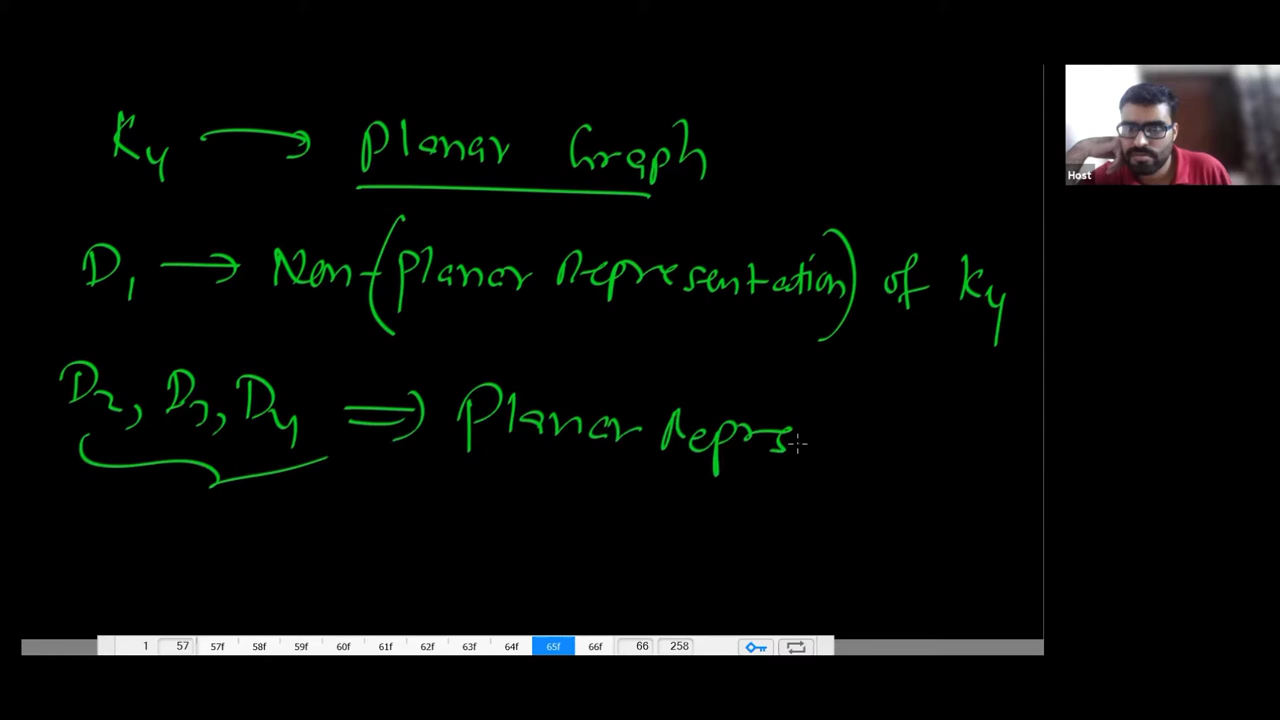 K4 → Planar Graph
D1 → Non-(Planar Representation) of K4
D2, D3, D4 ⇒ Planar Reprs
Host
1 57 57f 58f 59f 60f 61f 62f 63f 64f 65f 66f 66 258